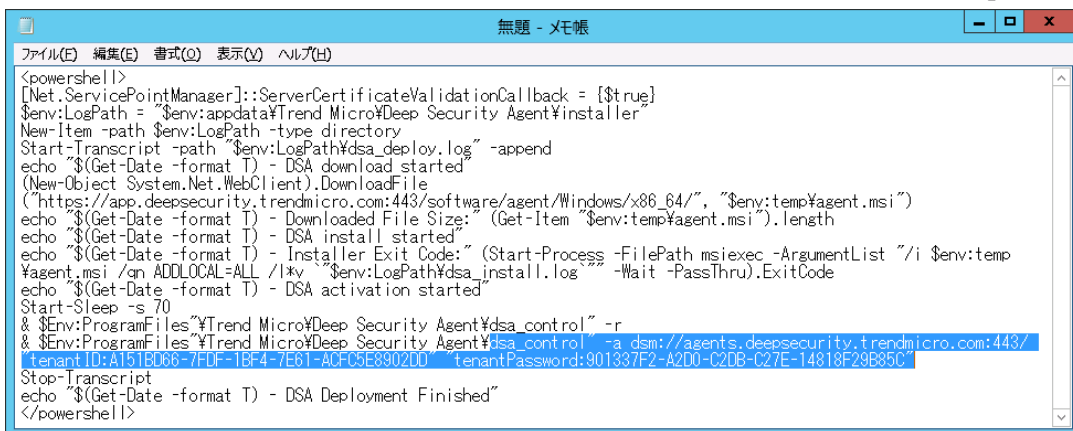 無題 - メモ帳
ファイル(F) 編集(E) 書式(O) 表示(V) ヘルプ(H)
<powershell>
[Net.ServicePointManager]::ServerCertificateValidationCallback = {$true}
$env:LogPath = "$env:appdata¥Trend Micro¥Deep Security Agent¥installer"
New-Item -path $env:LogPath -type directory
Start-Transcript -path "$env:LogPath¥dsa_deploy.log" -append
echo "$(Get-Date -format T) - DSA download started"
(New-Object System.Net.WebClient).DownloadFile
("https://app.deepsecurity.trendmicro.com:443/software/agent/Windows/x86_64/", "$env:temp¥agent.msi")
echo "$(Get-Date -format T) - Downloaded File Size:" (Get-Item "$env:temp¥agent.msi").length
echo "$(Get-Date -format T) - DSA install started"
echo "$(Get-Date -format T) - Installer Exit Code:" (Start-Process -FilePath msiexec -ArgumentList "/i $env:temp
¥agent.msi /qn ADDLOCAL=ALL /l*v `"$env:LogPath¥dsa_install.log`"" -Wait -PassThru).ExitCode
echo "$(Get-Date -format T) - DSA activation started"
Start-Sleep -s 70
& $Env:ProgramFiles"¥Trend Micro¥Deep Security Agent¥dsa_control" -r
& $Env:ProgramFiles"¥Trend Micro¥Deep Security Agent¥dsa_control" -a dsm://agents.deepsecurity.trendmicro.com:443/
"tenantID:A151BD66-7FDF-1BF4-7E61-ACFC5E8902DD" "tenantPassword:901337F2-A2D0-C2DB-C27E-14818F29B85C"
Stop-Transcript
echo "$(Get-Date -format T) - DSA Deployment Finished"
</powershell>